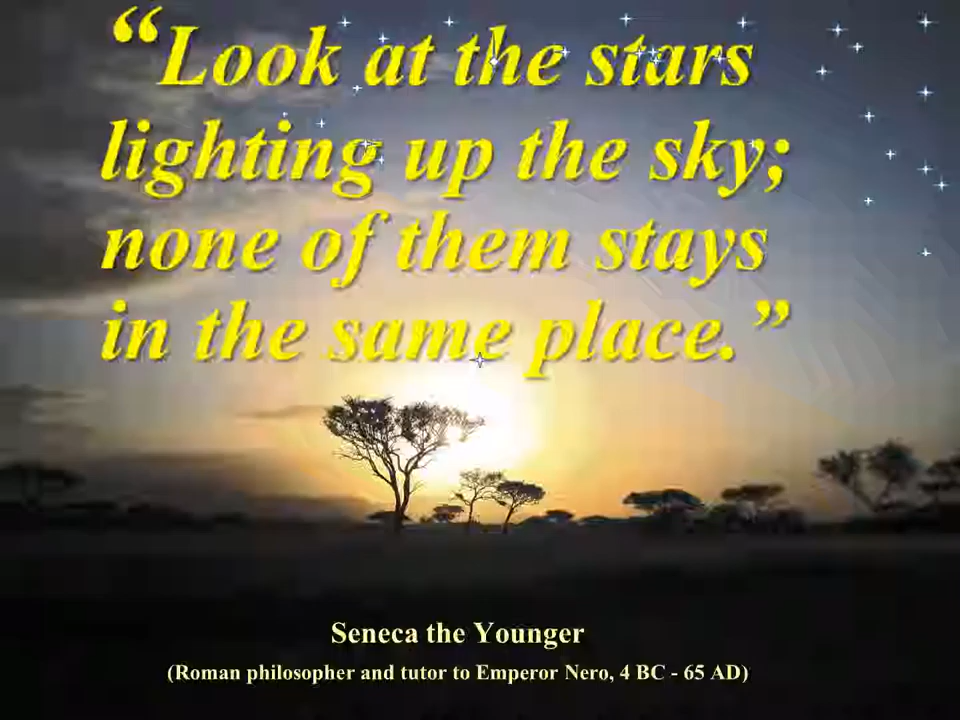 “Look at the stars
lighting up the sky;
none of them stays
in the same place.”
Seneca the Younger
(Roman philosopher and tutor to Emperor Nero, 4 BC - 65 AD)